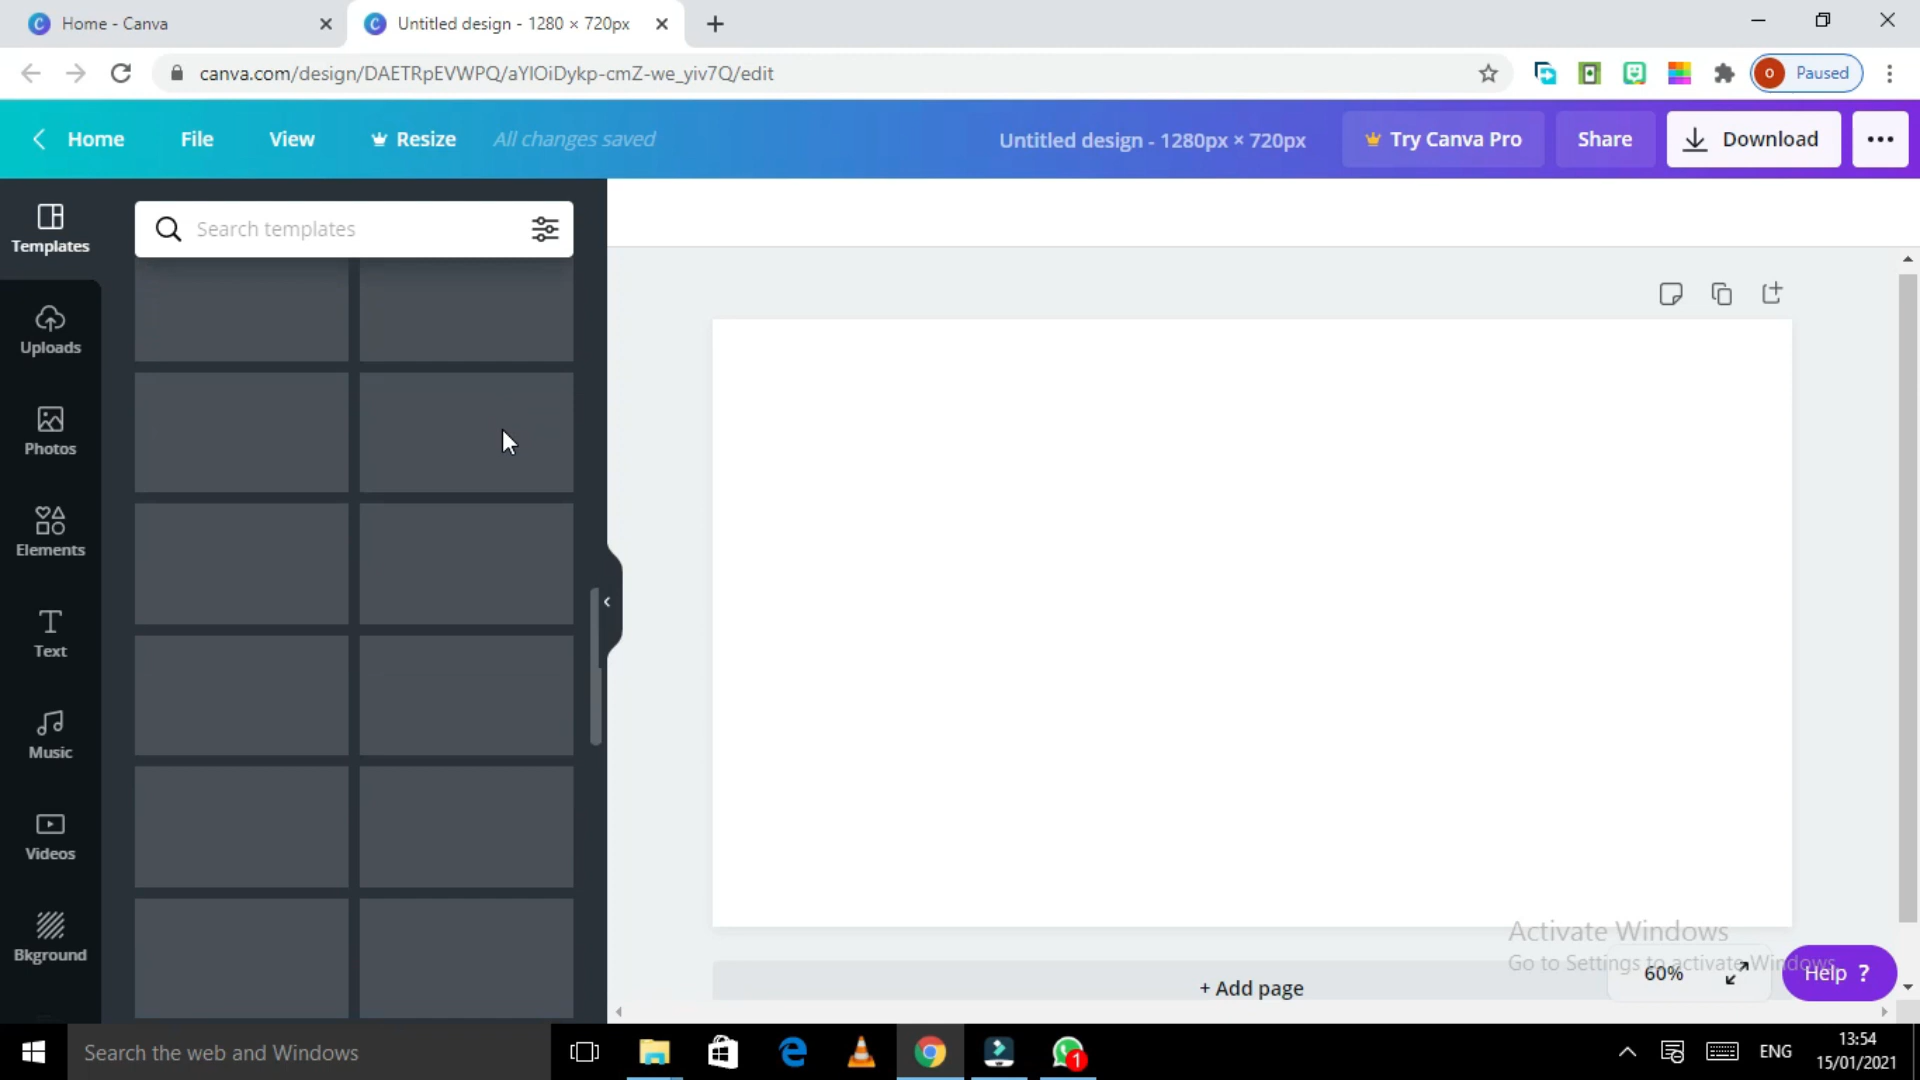 Home - Canva
Untitled design - 1280 × 720px
canva.com/design/DAETRpEVWPQ/aYIOiDykp-cmZ-we_yiv7Q/edit
Paused
Home
File
View
Resize
All changes saved
Untitled design - 1280px × 720px
Try Canva Pro
Share
Download
Templates
Search templates
Uploads
Photos
Elements
Text
Music
Videos
Bkground
+ Add page
Activate Windows
Go to Settings to activate Windows.
60%
Help ?
Search the web and Windows
1
ENG
13:54
15/01/2021